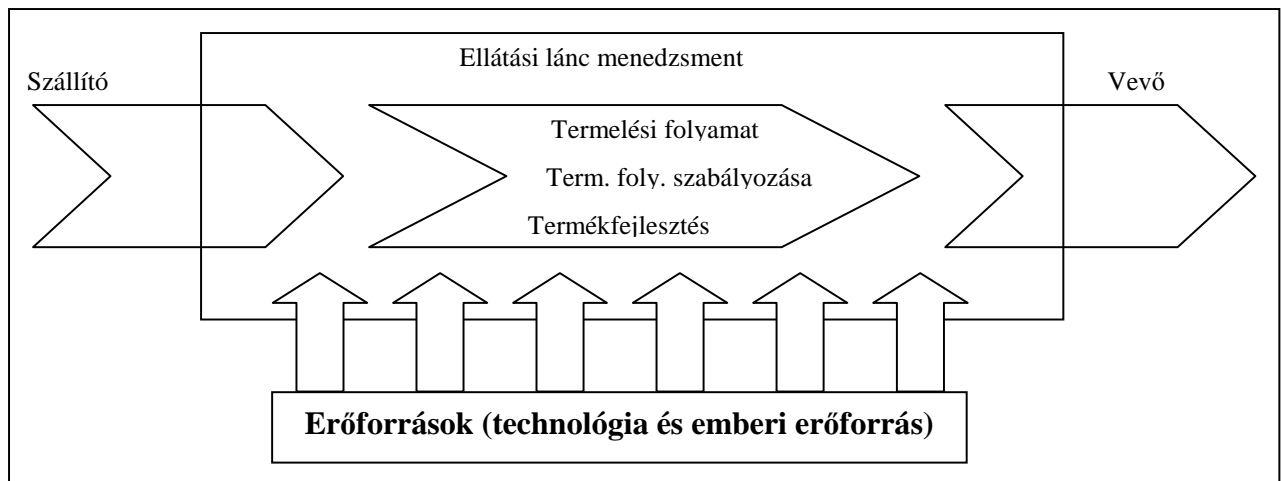 Ellátási lánc menedzsment
Szállító
Vevő
Termelési folyamat
Term. foly. szabályozása
Termékfejlesztés
Erőforrások (technológia és emberi erőforrás)